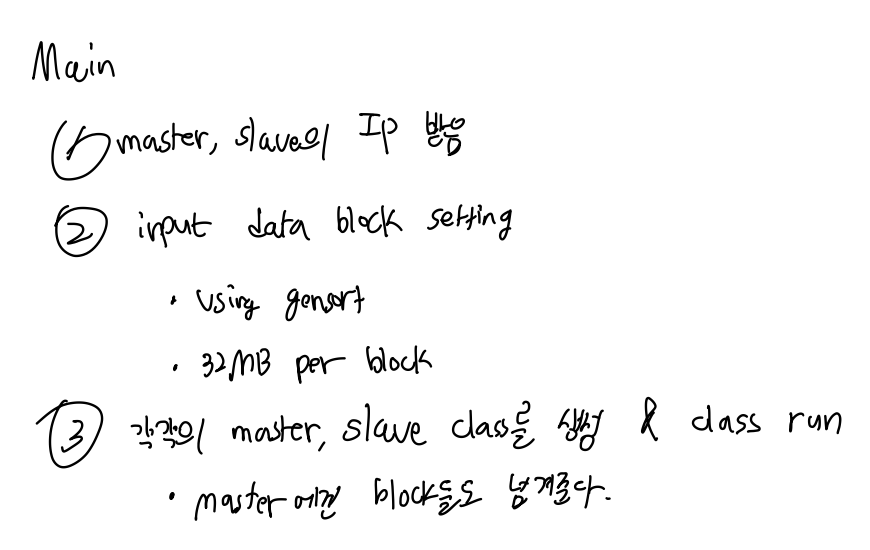 Main
① master, slave의 IP 받음
② input data block setting
• using gensort
• 32MB per block
③ 각각의 master, slave class를 생성 & class run
• master에겐 block들도 넘겨준다.